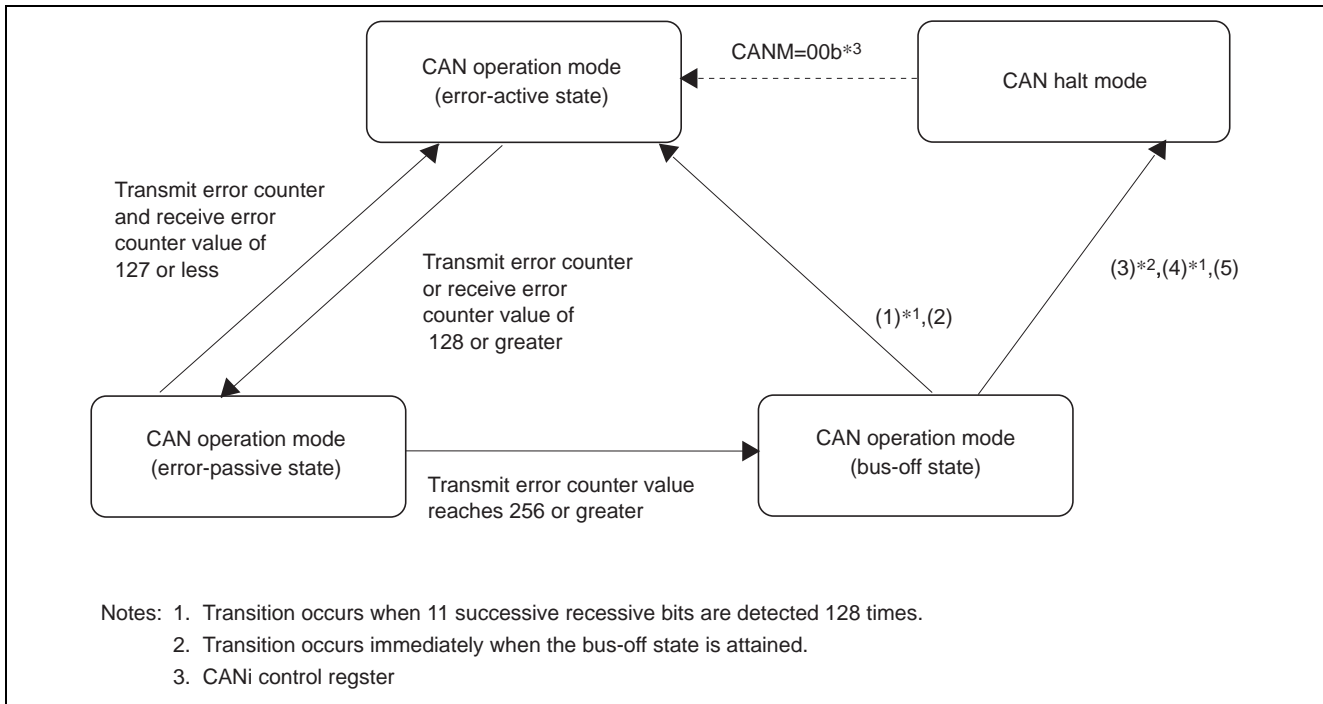 CAN operation mode
(error-active state)
CANM=00b*3
CAN halt mode
Transmit error counter
and receive error
counter value of
127 or less
Transmit error counter
or receive error
counter value of
128 or greater
(1)*1,(2)
(3)*2,(4)*1,(5)
CAN operation mode
(error-passive state)
Transmit error counter value
reaches 256 or greater
CAN operation mode
(bus-off state)
Notes: 1. Transition occurs when 11 successive recessive bits are detected 128 times.
2. Transition occurs immediately when the bus-off state is attained.
3. CANi control regster